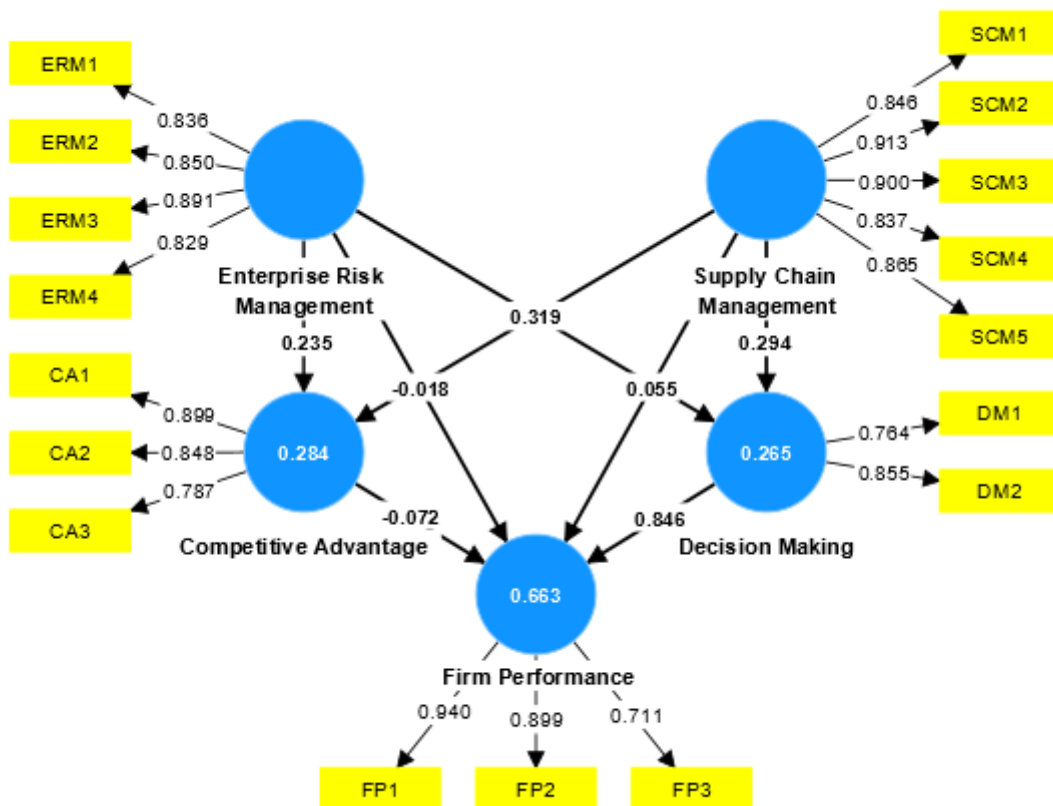 SCM1
ERM1
0.846
SCM2
0.836
ERM2
0.913
0.850
SCM3
0.900
ERM3
0.891
0.837
0.829
SCM4
0.865
ERM4
Enterprise Risk
Management
Supply Chain
Management
0.319
0.235
0.294
SCM5
CA1
-0.018
0.055
0.899
DM1
0.764
CA2
0.848
0.284
0.265
0.855
0.787
DM2
CA3
-0.072
0.846
Competitive Advantage
Decision Making
0.663
Firm Performance
0.940
0.899
0.711
FP1
FP2
FP3